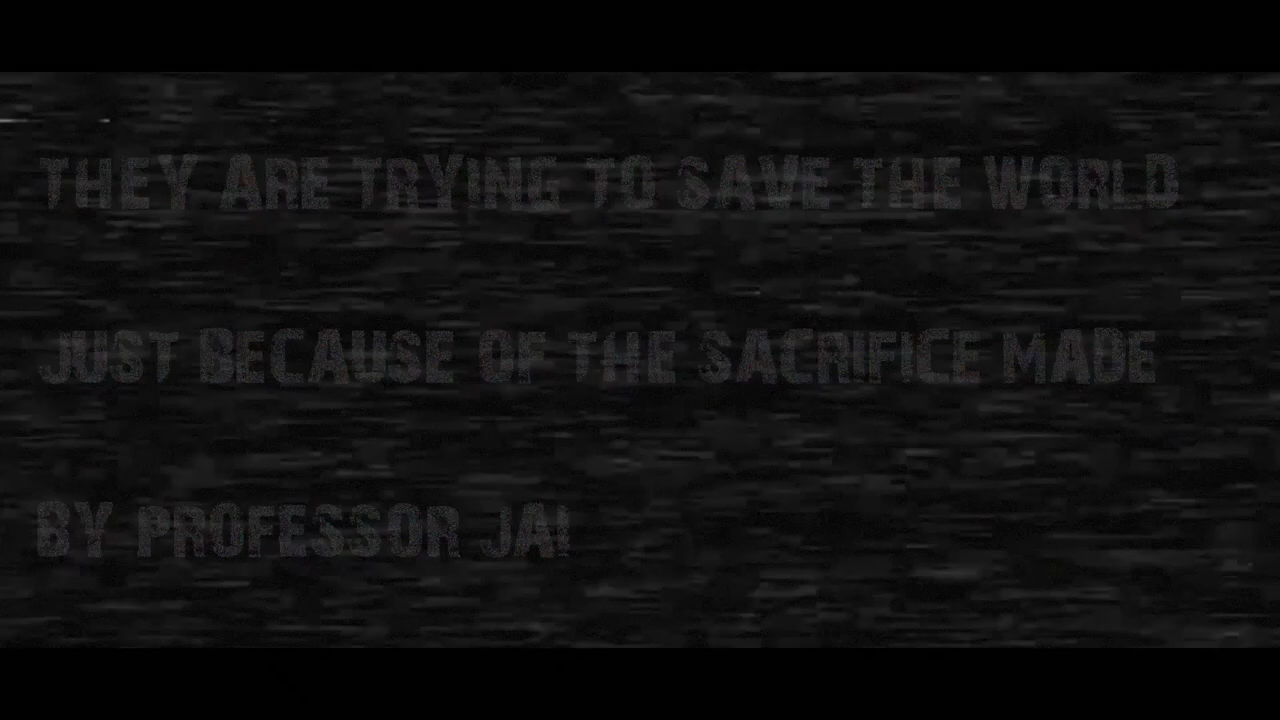 THEY ARE TRYING TO SAVE THE WORLD
JUST BECAUSE OF THE SACRIFICE MADE
BY PROFESSOR JAI